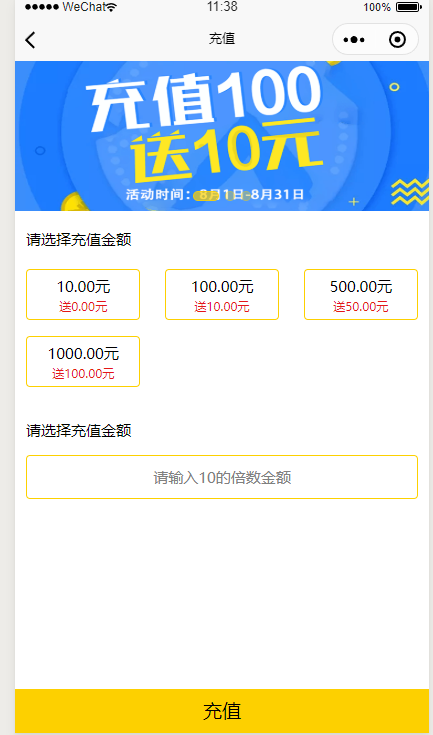 WeChat 11:38 100%
充值
充值100
送10元
活动时间：8月1日-8月31日
请选择充值金额
10.00元 100.00元 500.00元
送0.00元 送10.00元 送50.00元
1000.00元
送100.00元
请选择充值金额
请输入10的倍数金额
充值